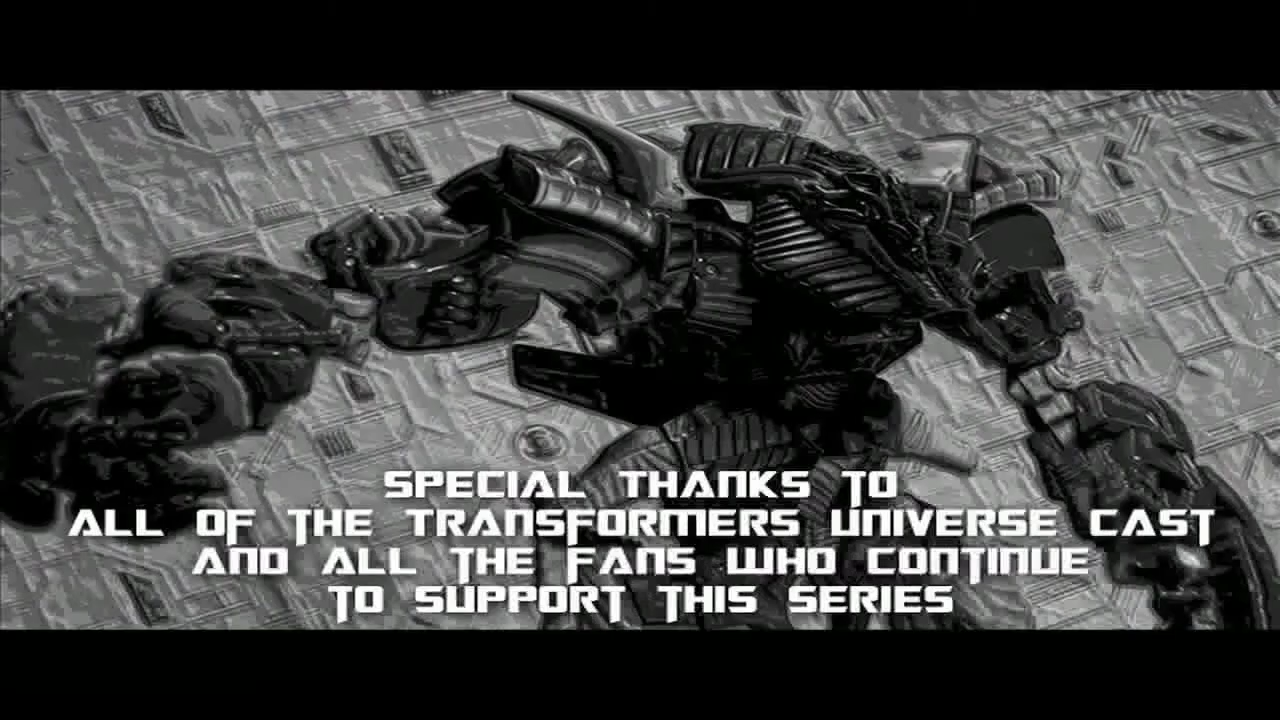 SPECIAL THANKS TO
ALL OF THE TRANSFORMERS UNIVERSE CAST
AND ALL THE FANS WHO CONTINUE
TO SUPPORT THIS SERIES